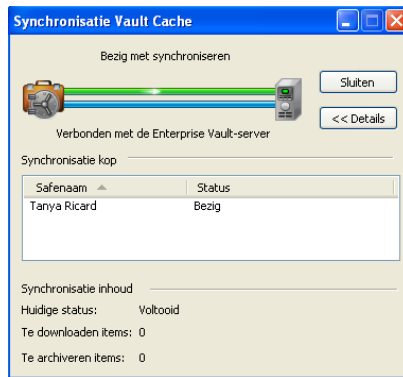 Synchronisatie Vault Cache
Bezig met synchroniseren
Sluiten
<< Details
Verbonden met de Enterprise Vault-server
Synchronisatie kop
Safenaam Status
Tanya Ricard Bezig
Synchronisatie inhoud
Huidige status: Voltooid
Te downloaden items: 0
Te archiveren items: 0